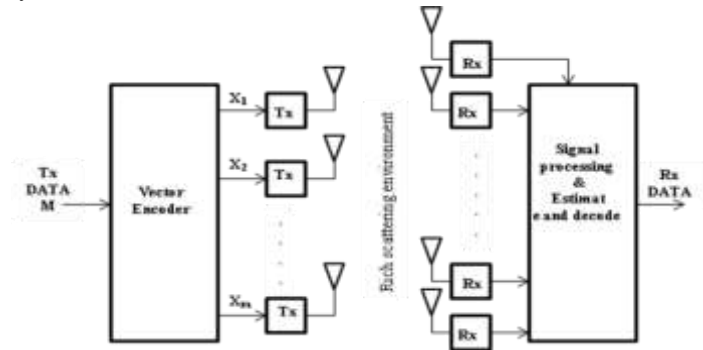 Tx
DATA
M
Vector
Encoder
X1
Tx
X2
Tx
Xm
Tx
Rich scattering environment
Rx
Rx
Rx
Rx
Signal
processing
&
Estimat
e and decode
Rx
DATA